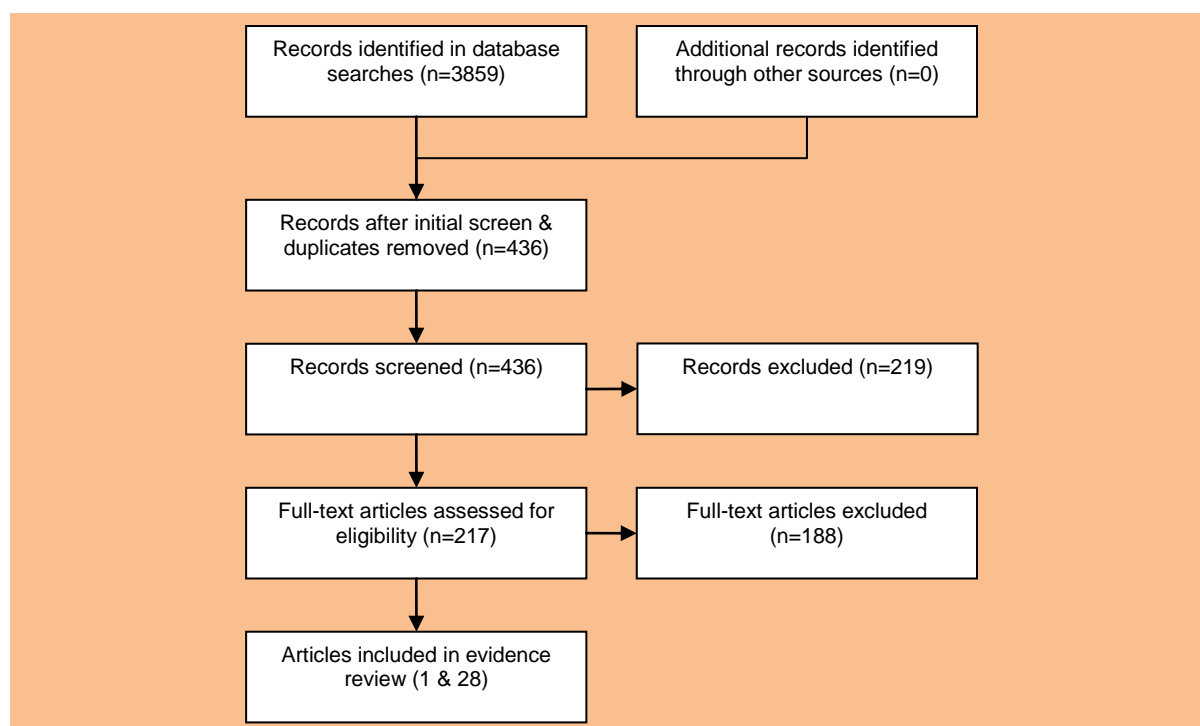 Records identified in database
searches (n=3859)
Additional records identified
through other sources (n=0)
Records after initial screen &
duplicates removed (n=436)
Records screened (n=436)
Records excluded (n=219)
Full-text articles assessed for
eligibility (n=217)
Full-text articles excluded
(n=188)
Articles included in evidence
review (1 & 28)